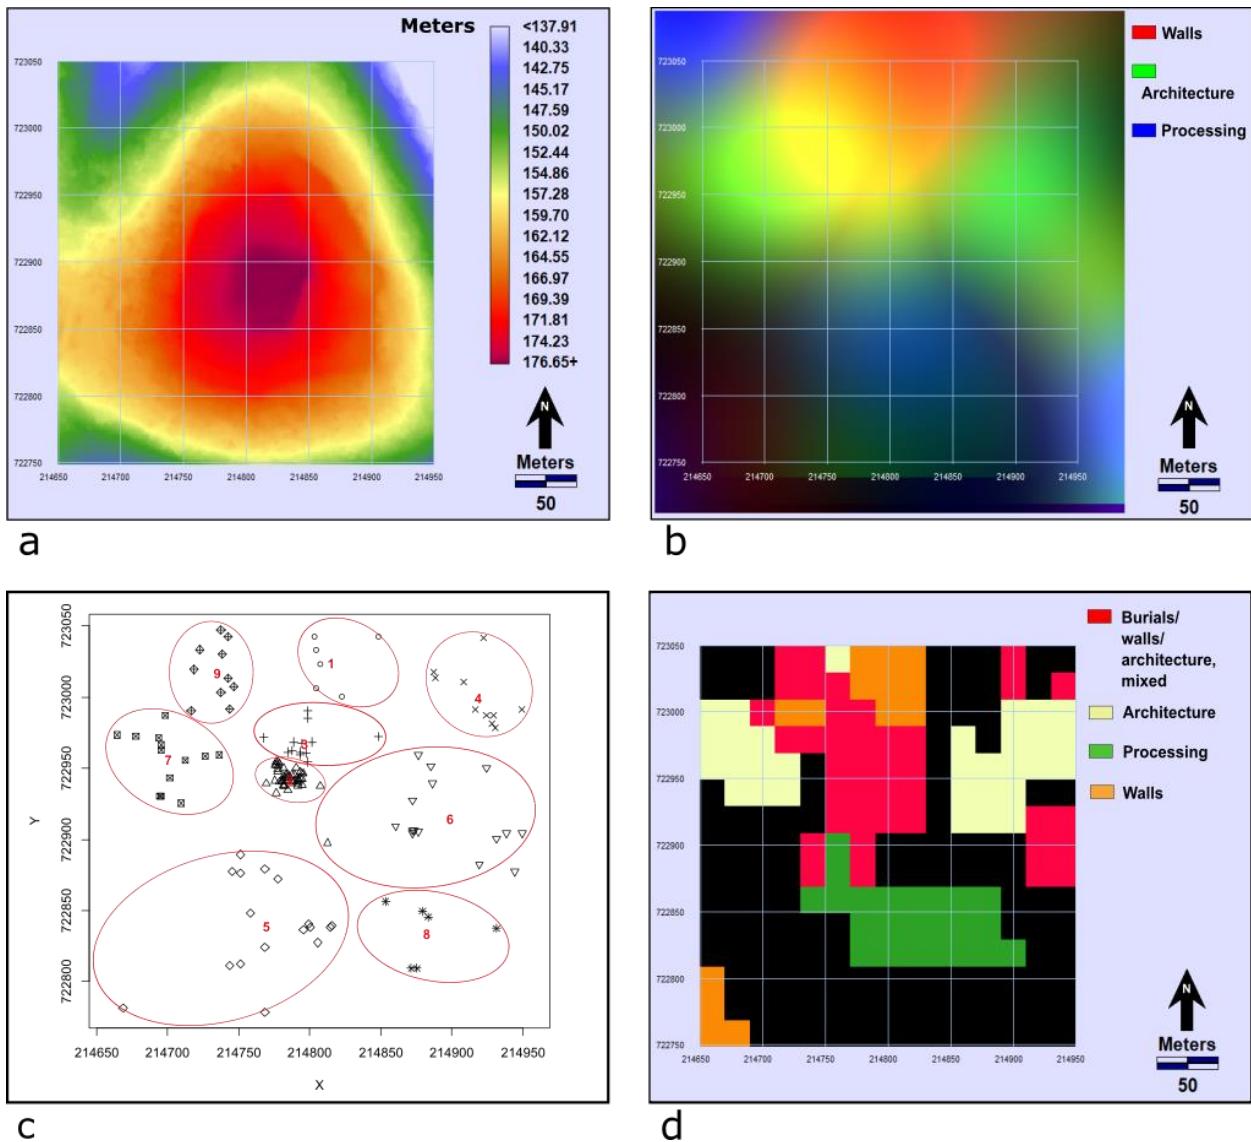 Meters
<137.91
140.33
142.75
145.17
147.59
150.02
152.44
154.86
157.28
159.70
162.12
164.55
166.97
169.39
171.81
174.23
176.65+
723050
723000
722950
722900
722850
722800
722750
214650 214700 214750 214800 214850 214900 214950
N
Meters
50
a
Walls
Architecture
Processing
723050
723000
722950
722900
722850
722800
722750
214650 214700 214750 214800 214850 214900 214950
N
Meters
50
b
Y
723050
723000
722950
722900
722850
722800
9
1
4
3
7
6
5
8
214650 214700 214750 214800 214850 214900 214950
X
c
Burials/
walls/
architecture,
mixed
Architecture
Processing
Walls
723050
723000
722950
722900
722850
722800
722750
214650 214700 214750 214800 214850 214900 214950
N
Meters
50
d